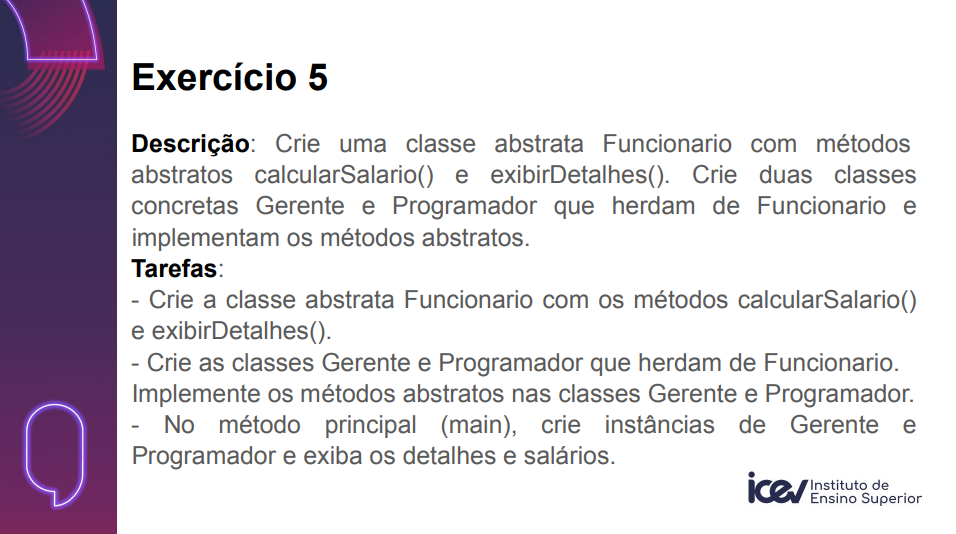 Exercício 5
Descrição: Crie uma classe abstrata Funcionario com métodos
abstratos calcularSalario() e exibirDetalhes(). Crie duas classes
concretas Gerente e Programador que herdam de Funcionario e
implementam os métodos abstratos.
Tarefas:
- Crie a classe abstrata Funcionario com os métodos calcularSalario()
e exibirDetalhes().
- Crie as classes Gerente e Programador que herdam de Funcionario.
Implemente os métodos abstratos nas classes Gerente e Programador.
- No método principal (main), crie instâncias de Gerente e
Programador e exiba os detalhes e salários.
icev Instituto de
Ensino Superior